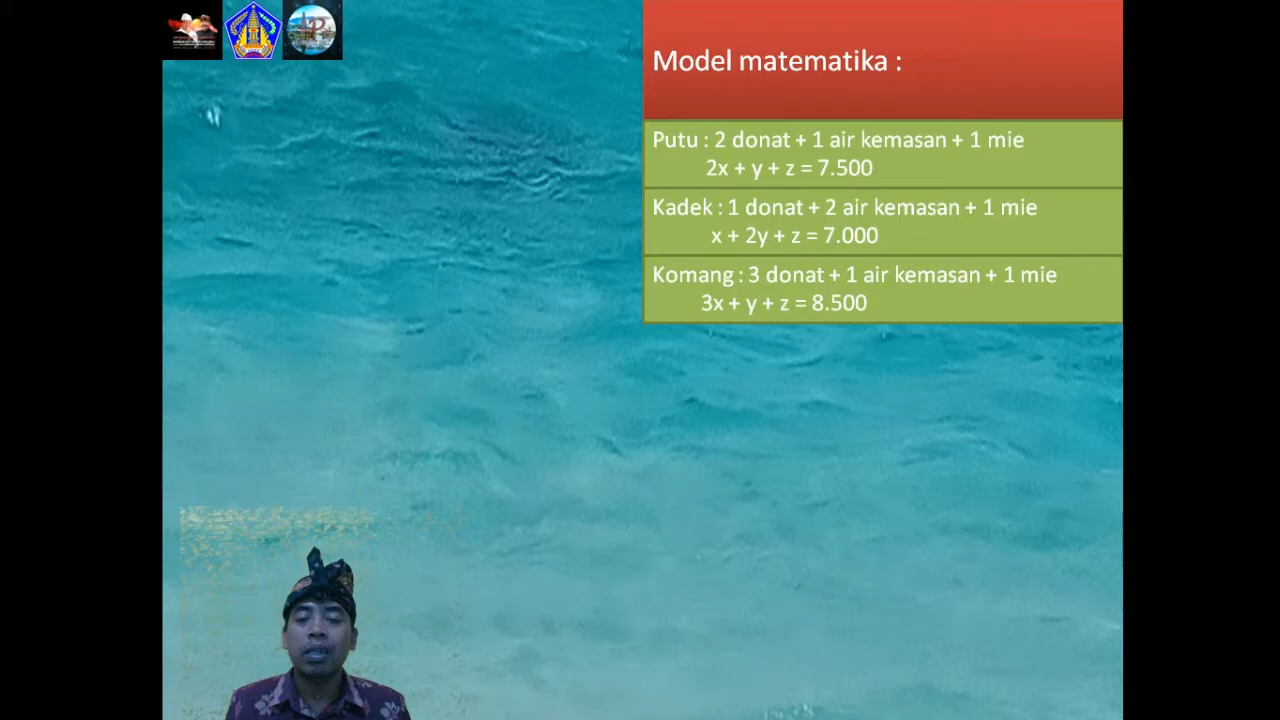 Model matematika :
Putu : 2 donat + 1 air kemasan + 1 mie
2x + y + z = 7.500
Kadek : 1 donat + 2 air kemasan + 1 mie
x + 2y + z = 7.000
Komang : 3 donat + 1 air kemasan + 1 mie
3x + y + z = 8.500